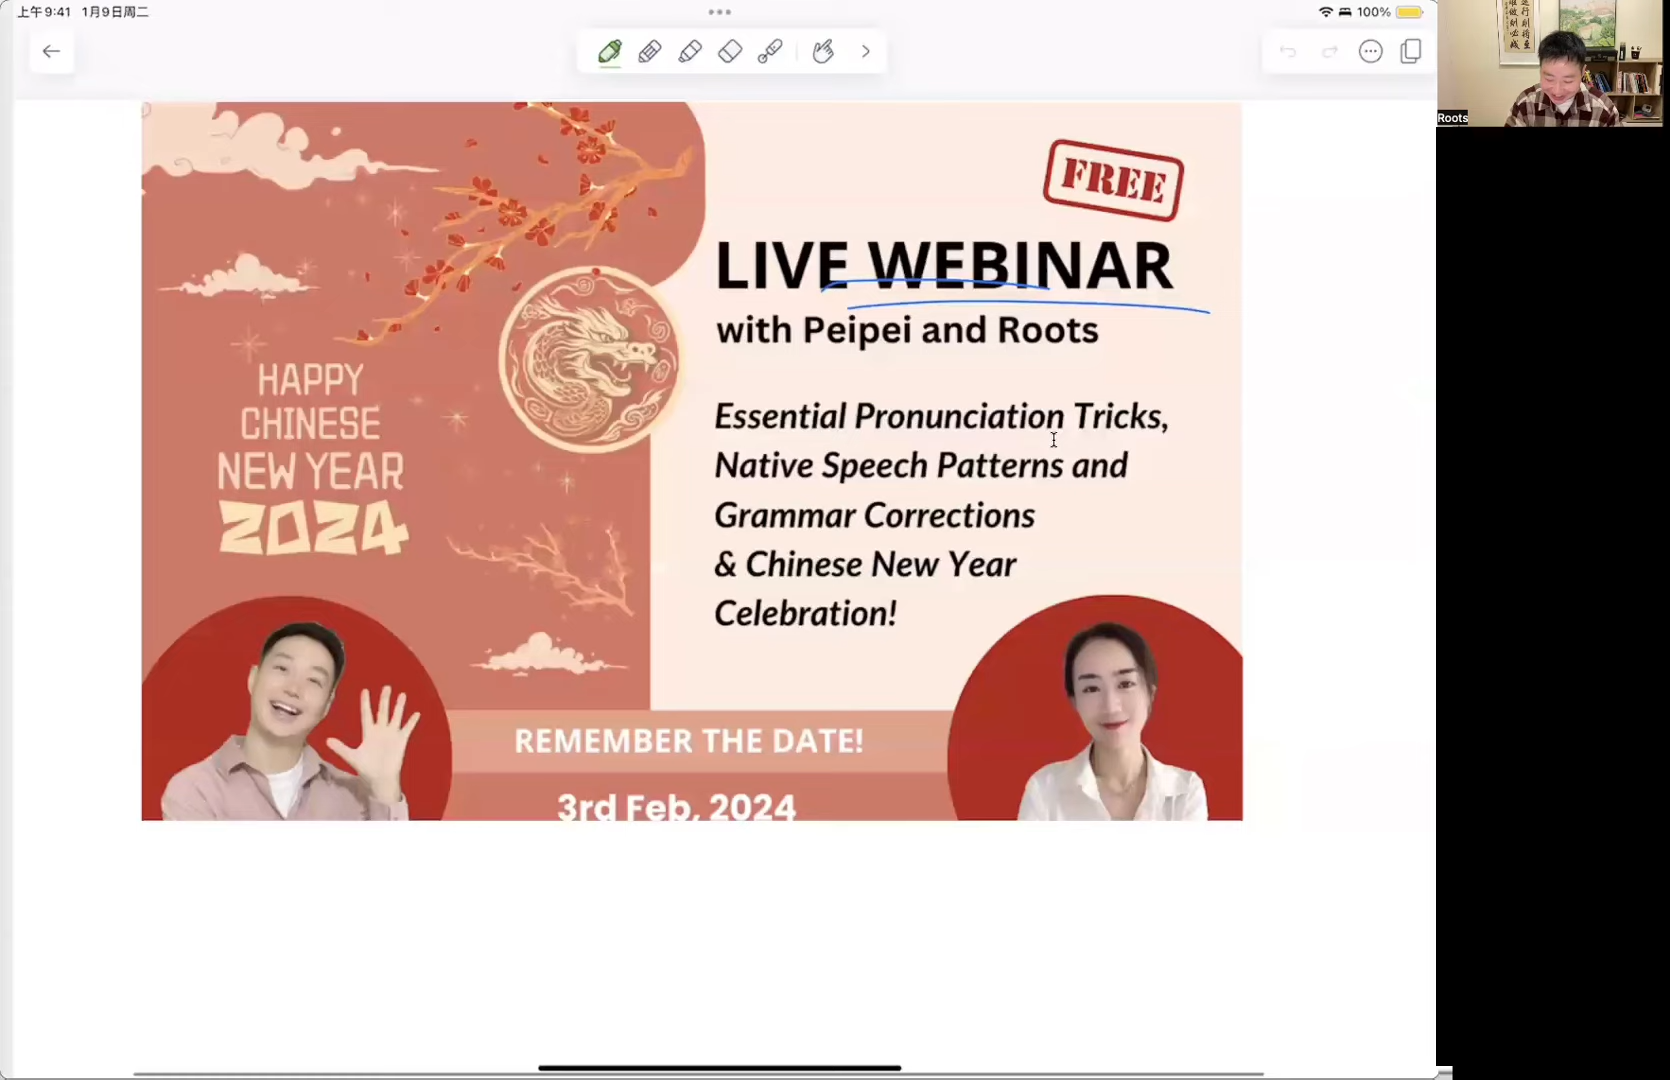 上午9:41 1月9日周二
100%
Roots
FREE
LIVE WEBINAR
with Peipei and Roots
Essential Pronunciation Tricks,
Native Speech Patterns and
Grammar Corrections
& Chinese New Year
Celebration!
HAPPY
CHINESE
NEW YEAR
2024
REMEMBER THE DATE!
3rd Feb, 2024